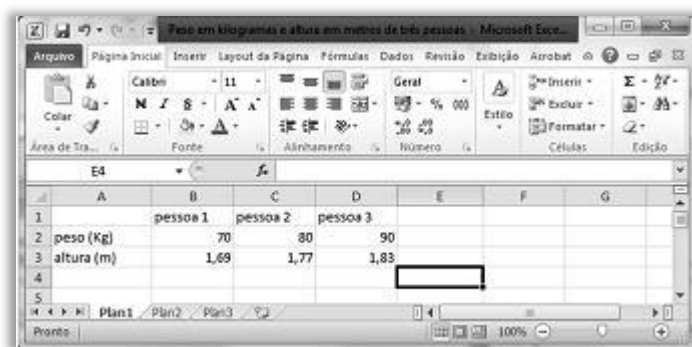 Peso em kilogramas e altura em metros de três pessoas - Microsoft Exce...
Arquivo Página Inicial Inserir Layout da Página Fórmulas Dados Revisão Exibição Acrobat
Colar
Calibri 11
N I S A A
Geral
% 000
Estilo
Inserir
Excluir
Formatar
Σ
Área de Tra... Fonte Alinhamento Número Células Edição
E4 fx
A B C D E F G
1 pessoa 1 pessoa 2 pessoa 3
2 peso (Kg) 70 80 90
3 altura (m) 1,69 1,77 1,83
4
5
Plan1 Plan2 Plan3
Pronto 100%